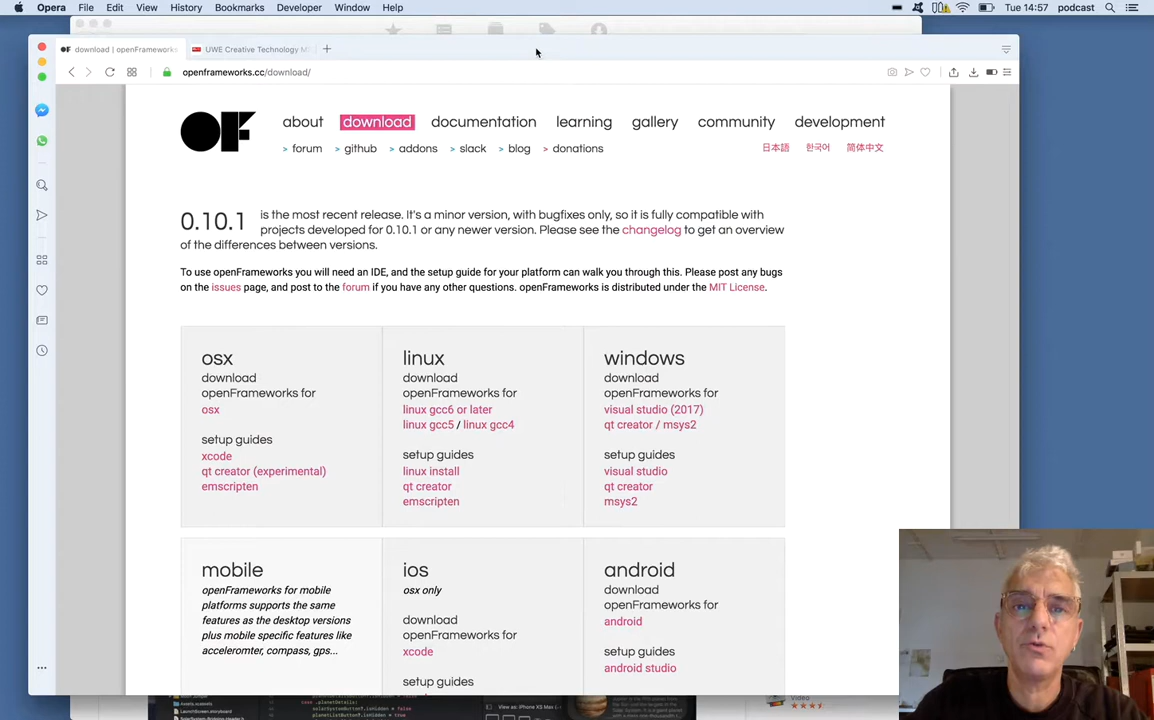 Opera File Edit View History Bookmarks Developer Window Help Tue 14:57 podcast
download | openFrameworks UWE Creative Technology M
openframeworks.cc/download/
OF about download documentation learning gallery community development
> forum > github > addons > slack > blog > donations 日本語 한국어 简体中文
0.10.1 is the most recent release. It's a minor version, with bugfixes only, so it is fully compatible with
projects developed for 0.10.1 or any newer version. Please see the changelog to get an overview
of the differences between versions.
To use openFrameworks you will need an IDE, and the setup guide for your platform can walk you through this. Please post any bugs
on the issues page, and post to the forum if you have any other questions. openFrameworks is distributed under the MIT License.
osx
download
openFrameworks for
osx
setup guides
xcode
qt creator (experimental)
emscripten
linux
download
openFrameworks for
linux gcc6 or later
linux gcc5 / linux gcc4
setup guides
linux install
qt creator
emscripten
windows
download
openFrameworks for
visual studio (2017)
qt creator / msys2
setup guides
visual studio
qt creator
msys2
mobile
openFrameworks for mobile
platforms supports the same
features as the desktop versions
plus mobile specific features like
acceleromter, compass, gps...
ios
osx only
download
openFrameworks for
xcode
setup guides
android
download
openFrameworks for
android
setup guides
android studio
View as: iPhone XS Max
Video